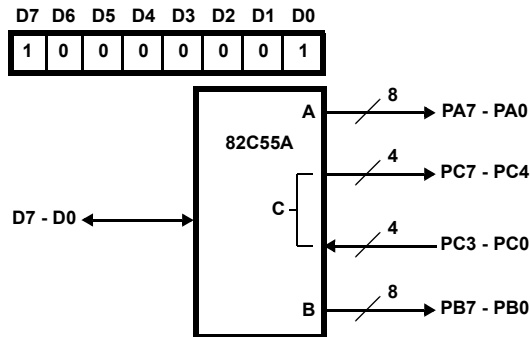 D7 D6 D5 D4 D3 D2 D1 D0
1 0 0 0 0 0 0 1
A 8 PA7 - PA0
82C55A
4 PC7 - PC4
C
D7 - D0
4 PC3 - PC0
B 8 PB7 - PB0